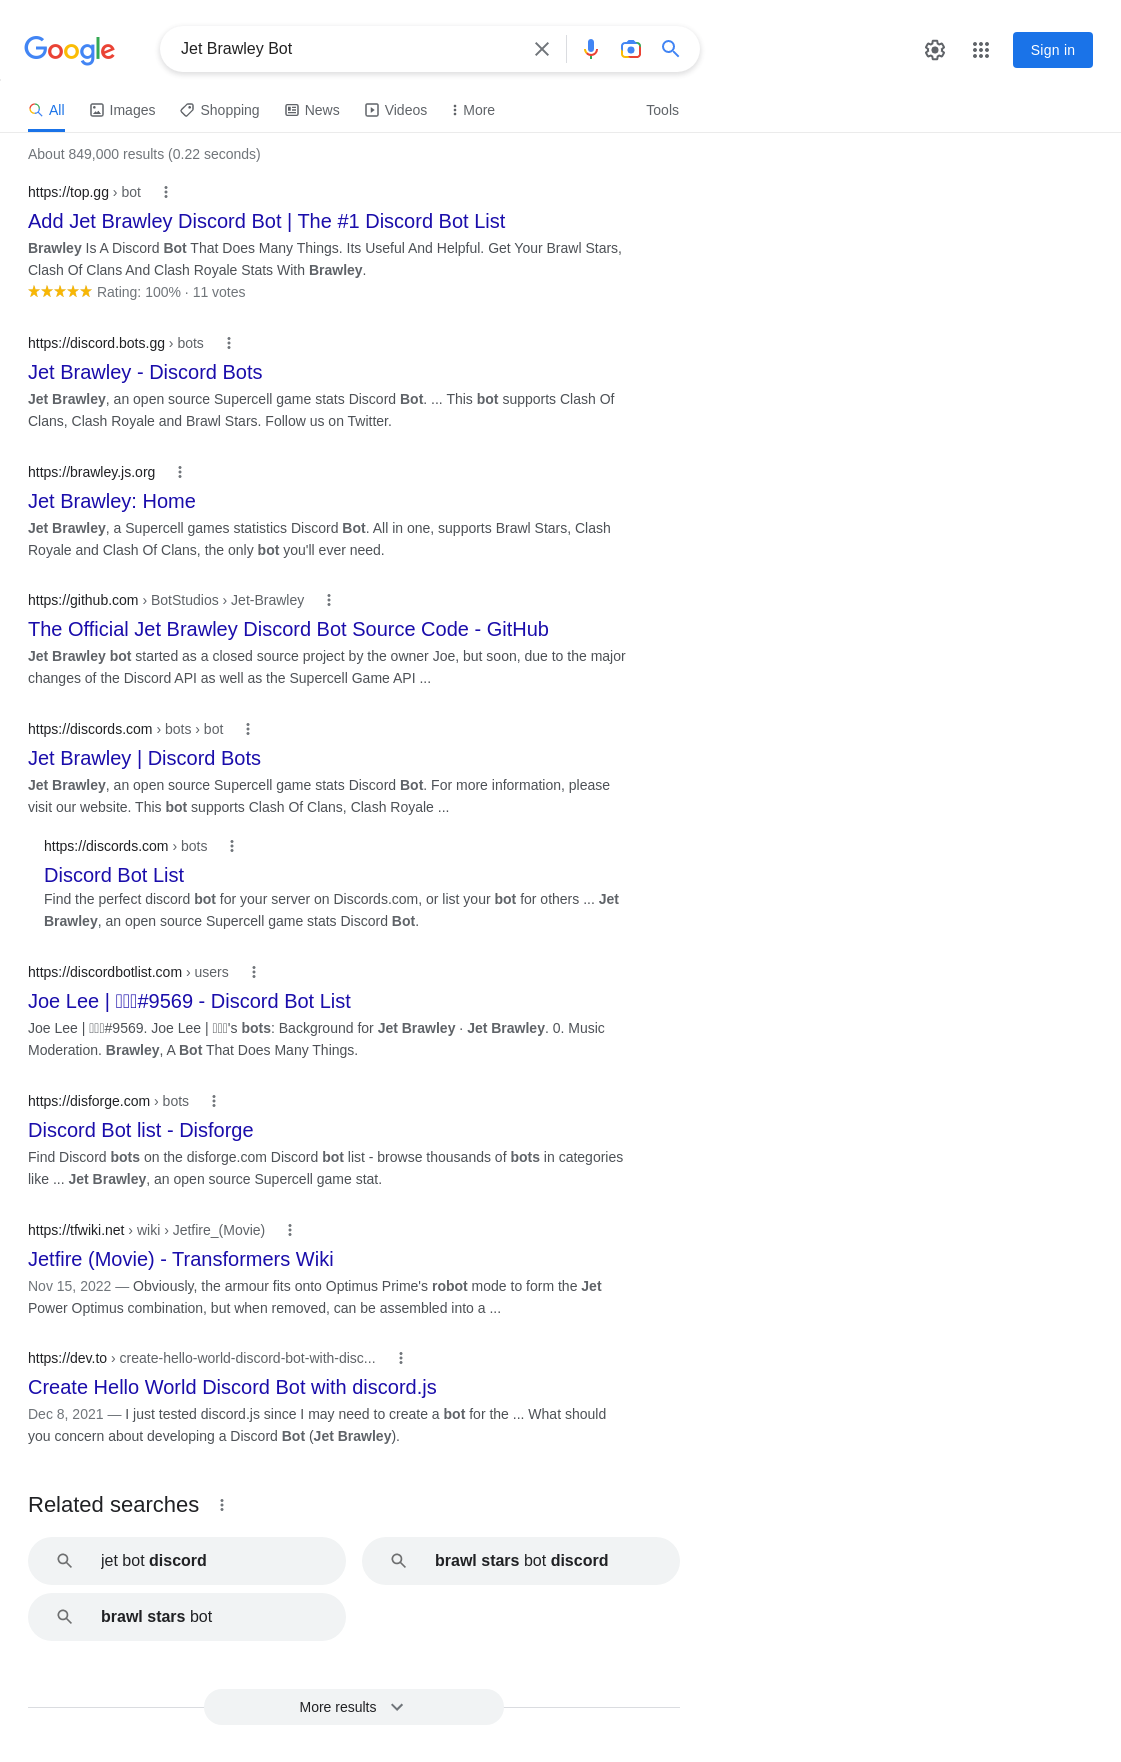 Google
Jet Brawley Bot
Sign in
All Images Shopping News Videos More Tools
About 849,000 results (0.22 seconds)
https://top.gg › bot
Add Jet Brawley Discord Bot | The #1 Discord Bot List
Brawley Is A Discord Bot That Does Many Things. Its Useful And Helpful. Get Your Brawl Stars,
Clash Of Clans And Clash Royale Stats With Brawley.
Rating: 100% · 11 votes
https://discord.bots.gg › bots
Jet Brawley - Discord Bots
Jet Brawley, an open source Supercell game stats Discord Bot. ... This bot supports Clash Of
Clans, Clash Royale and Brawl Stars. Follow us on Twitter.
https://brawley.js.org
Jet Brawley: Home
Jet Brawley, a Supercell games statistics Discord Bot. All in one, supports Brawl Stars, Clash
Royale and Clash Of Clans, the only bot you'll ever need.
https://github.com › BotStudios › Jet-Brawley
The Official Jet Brawley Discord Bot Source Code - GitHub
Jet Brawley bot started as a closed source project by the owner Joe, but soon, due to the major
changes of the Discord API as well as the Supercell Game API ...
https://discords.com › bots › bot
Jet Brawley | Discord Bots
Jet Brawley, an open source Supercell game stats Discord Bot. For more information, please
visit our website. This bot supports Clash Of Clans, Clash Royale ...
https://discords.com › bots
Discord Bot List
Find the perfect discord bot for your server on Discords.com, or list your bot for others ... Jet
Brawley, an open source Supercell game stats Discord Bot.
https://discordbotlist.com › users
Joe Lee | #9569 - Discord Bot List
Joe Lee | #9569. Joe Lee | 's bots: Background for Jet Brawley · Jet Brawley. 0. Music
Moderation. Brawley, A Bot That Does Many Things.
https://disforge.com › bots
Discord Bot list - Disforge
Find Discord bots on the disforge.com Discord bot list - browse thousands of bots in categories
like ... Jet Brawley, an open source Supercell game stat.
https://tfwiki.net › wiki › Jetfire_(Movie)
Jetfire (Movie) - Transformers Wiki
Nov 15, 2022 — Obviously, the armour fits onto Optimus Prime's robot mode to form the Jet
Power Optimus combination, but when removed, can be assembled into a ...
https://dev.to › create-hello-world-discord-bot-with-disc...
Create Hello World Discord Bot with discord.js
Dec 8, 2021 — I just tested discord.js since I may need to create a bot for the ... What should
you concern about developing a Discord Bot (Jet Brawley).
Related searches
jet bot discord
brawl stars bot discord
brawl stars bot
More results